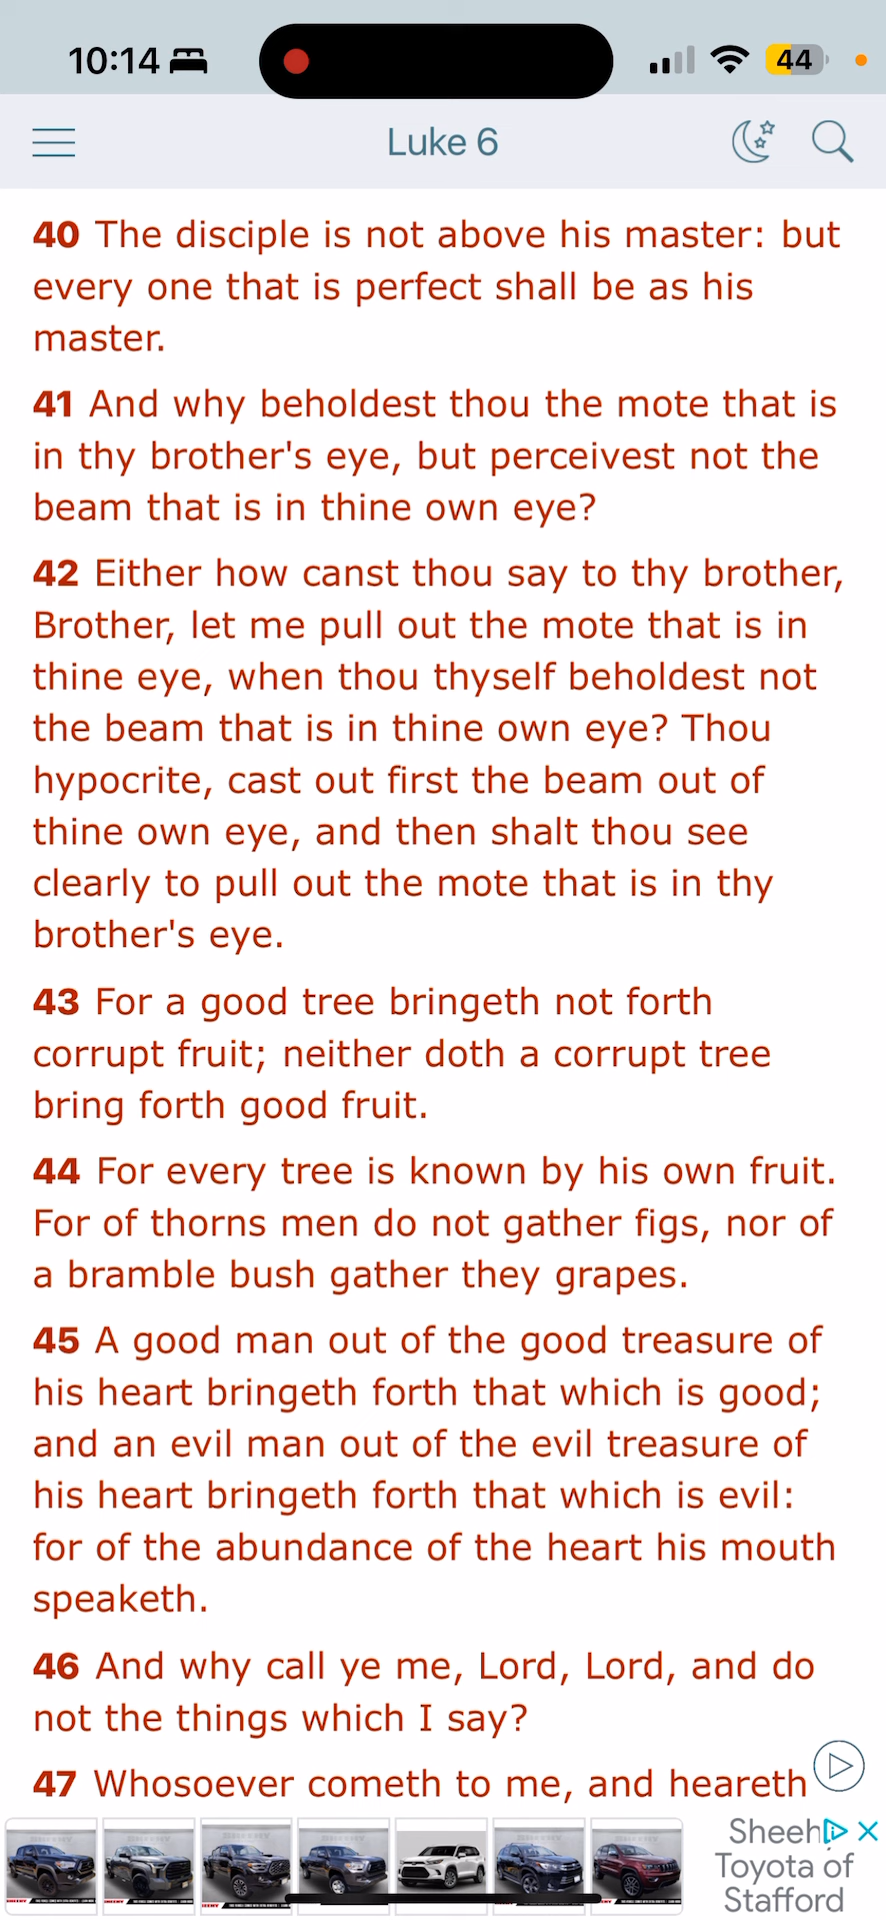 10:14
44
Luke 6
40 The disciple is not above his master: but
every one that is perfect shall be as his
master.
41 And why beholdest thou the mote that is
in thy brother's eye, but perceivest not the
beam that is in thine own eye?
42 Either how canst thou say to thy brother,
Brother, let me pull out the mote that is in
thine eye, when thou thyself beholdest not
the beam that is in thine own eye? Thou
hypocrite, cast out first the beam out of
thine own eye, and then shalt thou see
clearly to pull out the mote that is in thy
brother's eye.
43 For a good tree bringeth not forth
corrupt fruit; neither doth a corrupt tree
bring forth good fruit.
44 For every tree is known by his own fruit.
For of thorns men do not gather figs, nor of
a bramble bush gather they grapes.
45 A good man out of the good treasure of
his heart bringeth forth that which is good;
and an evil man out of the evil treasure of
his heart bringeth forth that which is evil:
for of the abundance of the heart his mouth
speaketh.
46 And why call ye me, Lord, Lord, and do
not the things which I say?
47 Whosoever cometh to me, and heareth
Sheeh
Toyota of
Stafford